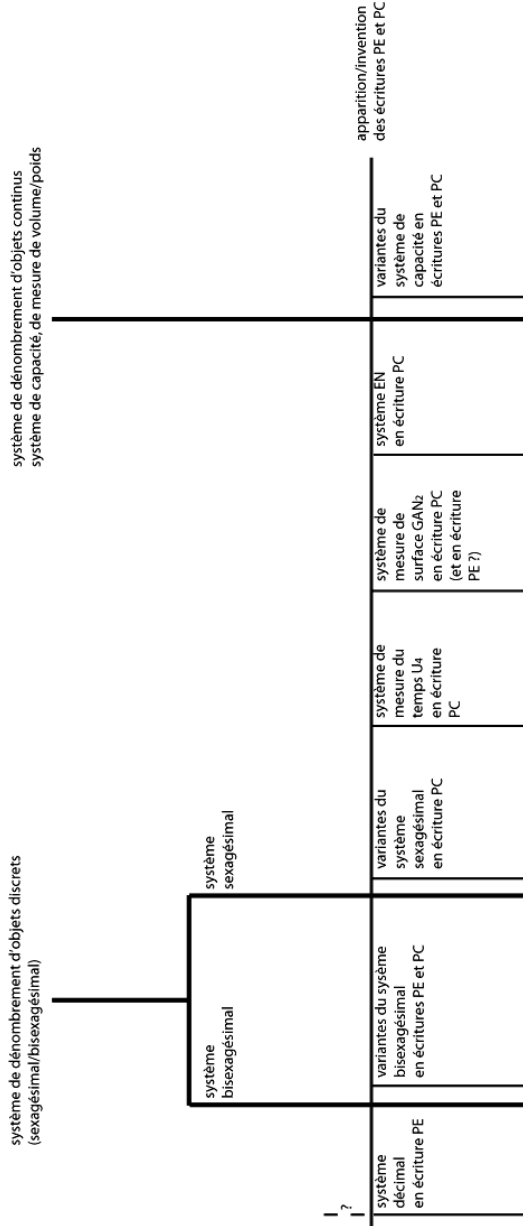 système de dénombrement d'objets discrets
(sexagésimal/bisexagésimal)
système de dénombrement d'objets continus
système de capacité, de mesure de volume/poids
système
bisexagésimal
système
sexagésimal
apparition/invention
des écritures PE et PC
?
système
décimal
en écriture PE
variantes du sysème
bisexagésimal
en écritures PE et PC
variantes du
système
sexagésimal
en écriture PC
système de
mesure du
temps U4
en écriture
PC
système de
mesure de
surface GAN2
en écriture PC
(et en écriture
PE ?)
système EN
en écriture PC
variantes du
système de
capacité en
écritures PE et PC